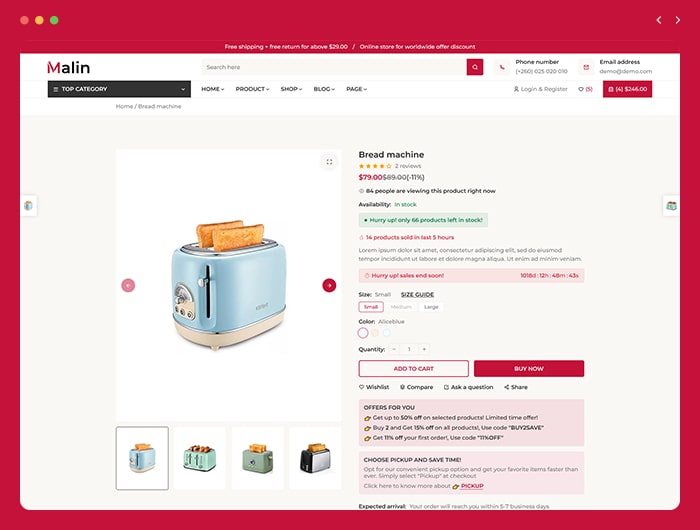 Free shipping + free return for above $29.00 / Online store for worldwide offer discount
Malin
Search here
Phone number
(+260) 025 020 010
Email address
demo@demo.com
TOP CATEGORY
HOME
PRODUCT
SHOP
BLOG
PAGE
Login & Register
(5)
(4) $246.00
Home / Bread machine
Bread machine
2 reviews
$79.00 $89.00 (-11%)
84 people are viewing this product right now
Availability: In stock
Hurry up! only 66 products left in stock!
14 products sold in last 5 hours
Lorem ipsum dolor sit amet, consectetur adipiscing elit, sed do eiusmod
tempor incididunt ut labore et dolore magna aliqua. Ut enim ad minim veniam.
Hurry up! sales end soon!
1018d : 12h : 48m : 43s
Size: Small SIZE GUIDE
Small Medium Large
Color: Aliceblue
Quantity: − 1 +
ADD TO CART
BUY NOW
Wishlist Compare Ask a question Share
OFFERS FOR YOU
Get up to 50% off on selected products! Limited time offer!
Buy 2 and Get 15% off on all products!, Use code "BUY2SAVE"
Get 11% off your first order!, Use code "11%OFF"
CHOOSE PICKUP AND SAVE TIME!
Opt for our convenient pickup option and get your favorite items faster than
ever. Simply select "Pickup" at checkout
Click here to know more about PICKUP
Expected arrival: Your order will reach you within 5-7 business days